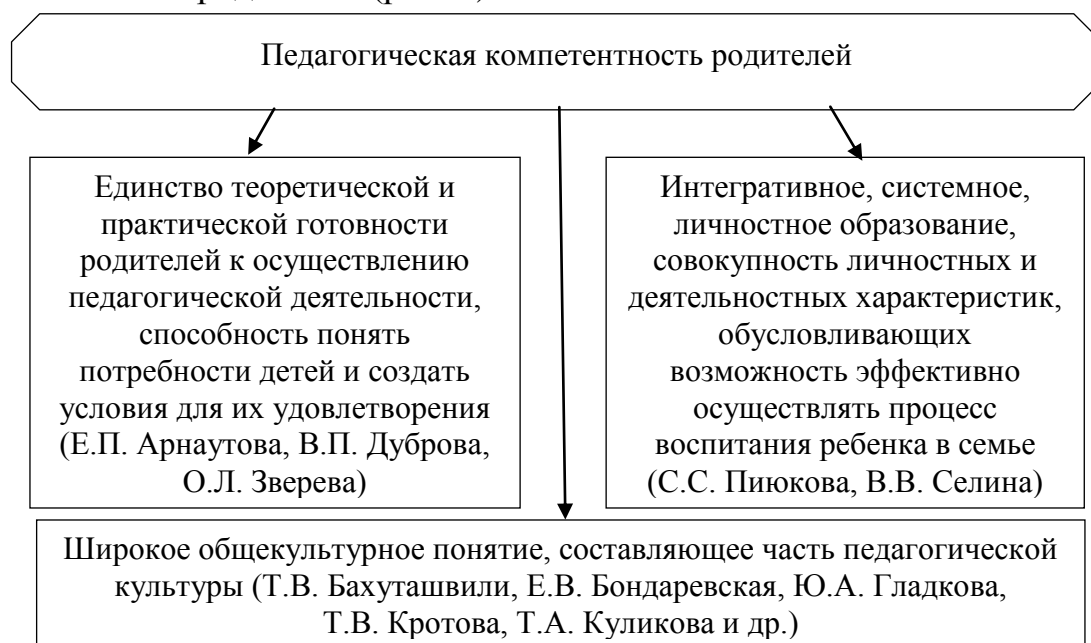 Педагогическая компетентность родителей
Единство теоретической и
практической готовности
родителей к осуществлению
педагогической деятельности,
способность понять
потребности детей и создать
условия для их удовлетворения
(Е.П. Арнаутова, В.П. Дуброва,
О.Л. Зверева)
Интегративное, системное,
личностное образование,
совокупность личностных и
деятельностных характеристик,
обусловливающих
возможность эффективно
осуществлять процесс
воспитания ребенка в семье
(С.С. Пиюкова, В.В. Селина)
Широкое общекультурное понятие, составляющее часть педагогической
культуры (Т.В. Бахуташвили, Е.В. Бондаревская, Ю.А. Гладкова,
Т.В. Кротова, Т.А. Куликова и др.)